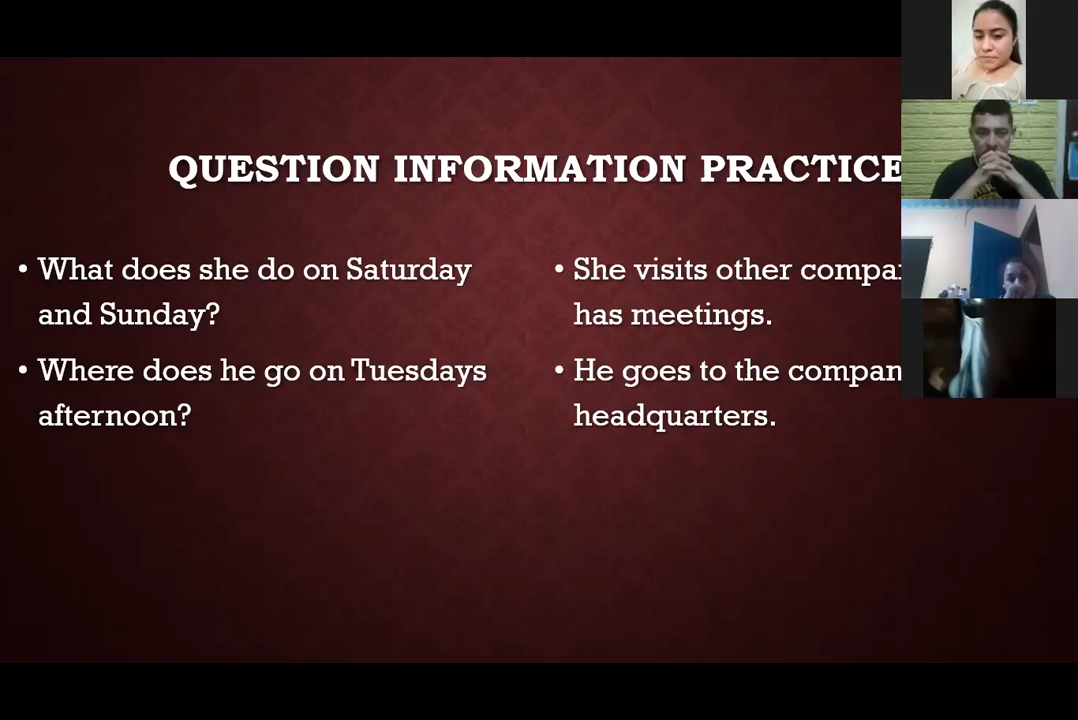 QUESTION INFORMATION PRACTICE
• What does she do on Saturday
and Sunday?
• Where does he go on Tuesdays
afternoon?
• She visits other
has meetings.
• He goes to the
headquarters.